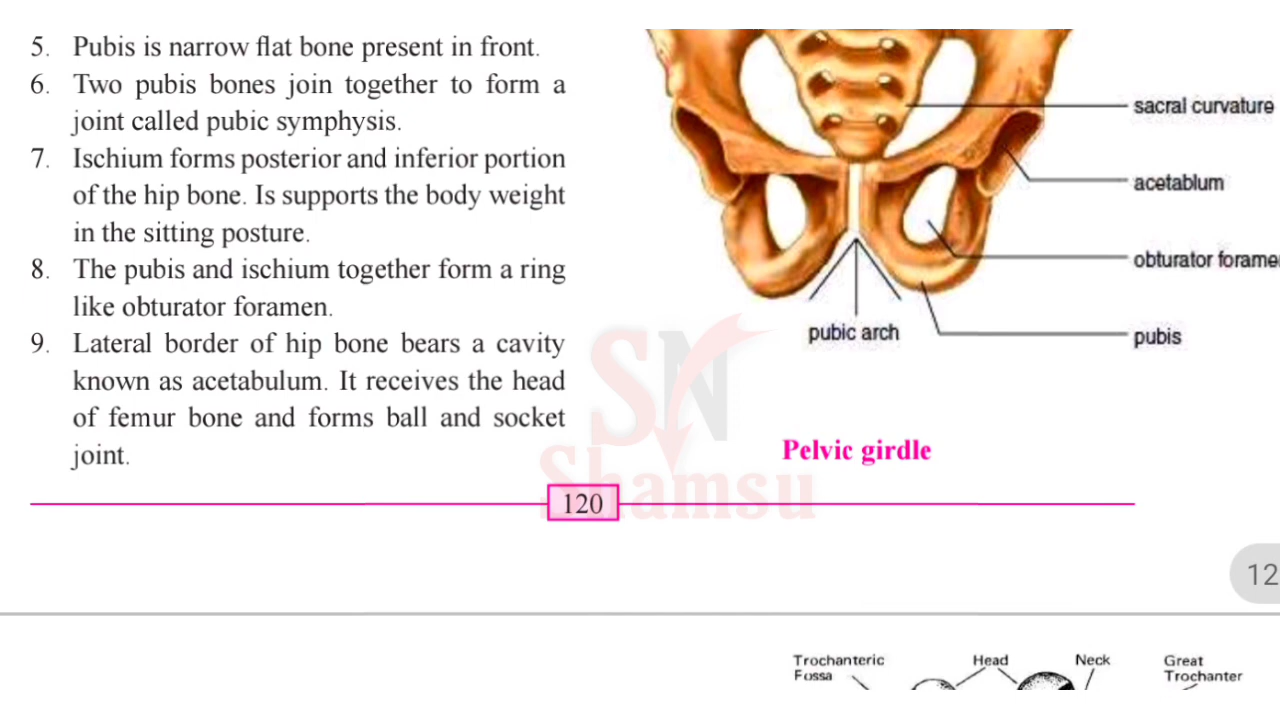 5. Pubis is narrow flat bone present in front.
6. Two pubis bones join together to form a
joint called pubic symphysis.
7. Ischium forms posterior and inferior portion
of the hip bone. Is supports the body weight
in the sitting posture.
8. The pubis and ischium together form a ring
like obturator foramen.
9. Lateral border of hip bone bears a cavity
known as acetabulum. It receives the head
of femur bone and forms ball and socket
joint.
sacral curvature
acetablum
obturator forame
pubis
pubic arch
SN
Shamsu
Pelvic girdle
120
12
Trochanteric
Fossa
Head
Neck
Great
Trochanter